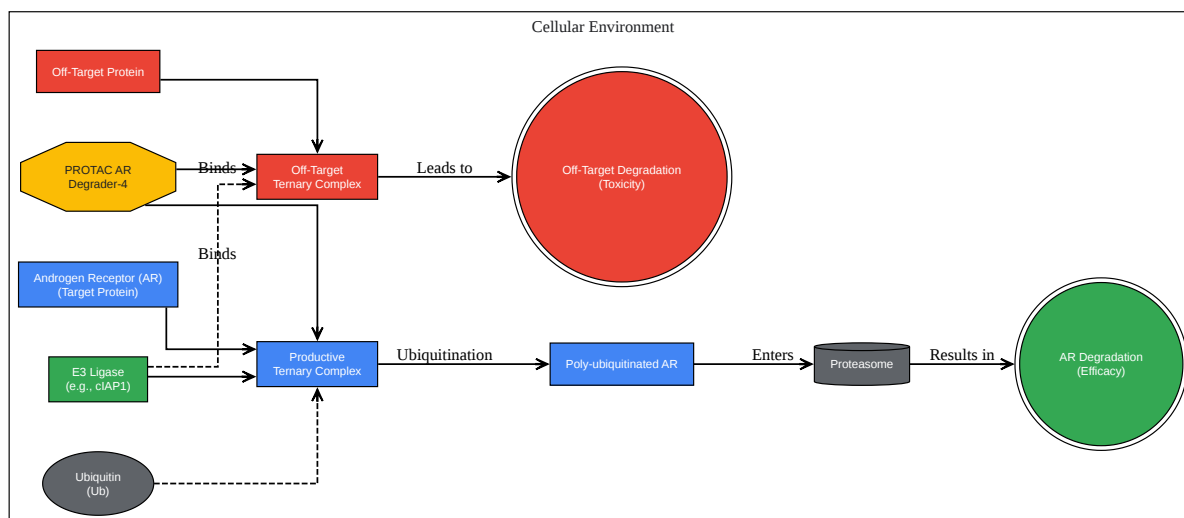 Cellular Environment
Off-Target Protein
PROTAC AR
Degrader-4
Binds
Off-Target
Ternary Complex
Leads to
Off-Target Degradation
(Toxicity)
Binds
Androgen Receptor (AR)
(Target Protein)
E3 Ligase
(e.g., cIAP1)
Productive
Ternary Complex
Ubiquitination
Poly-ubiquitinated AR
Enters
Proteasome
Results in
AR Degradation
(Efficacy)
Ubiquitin
(Ub)